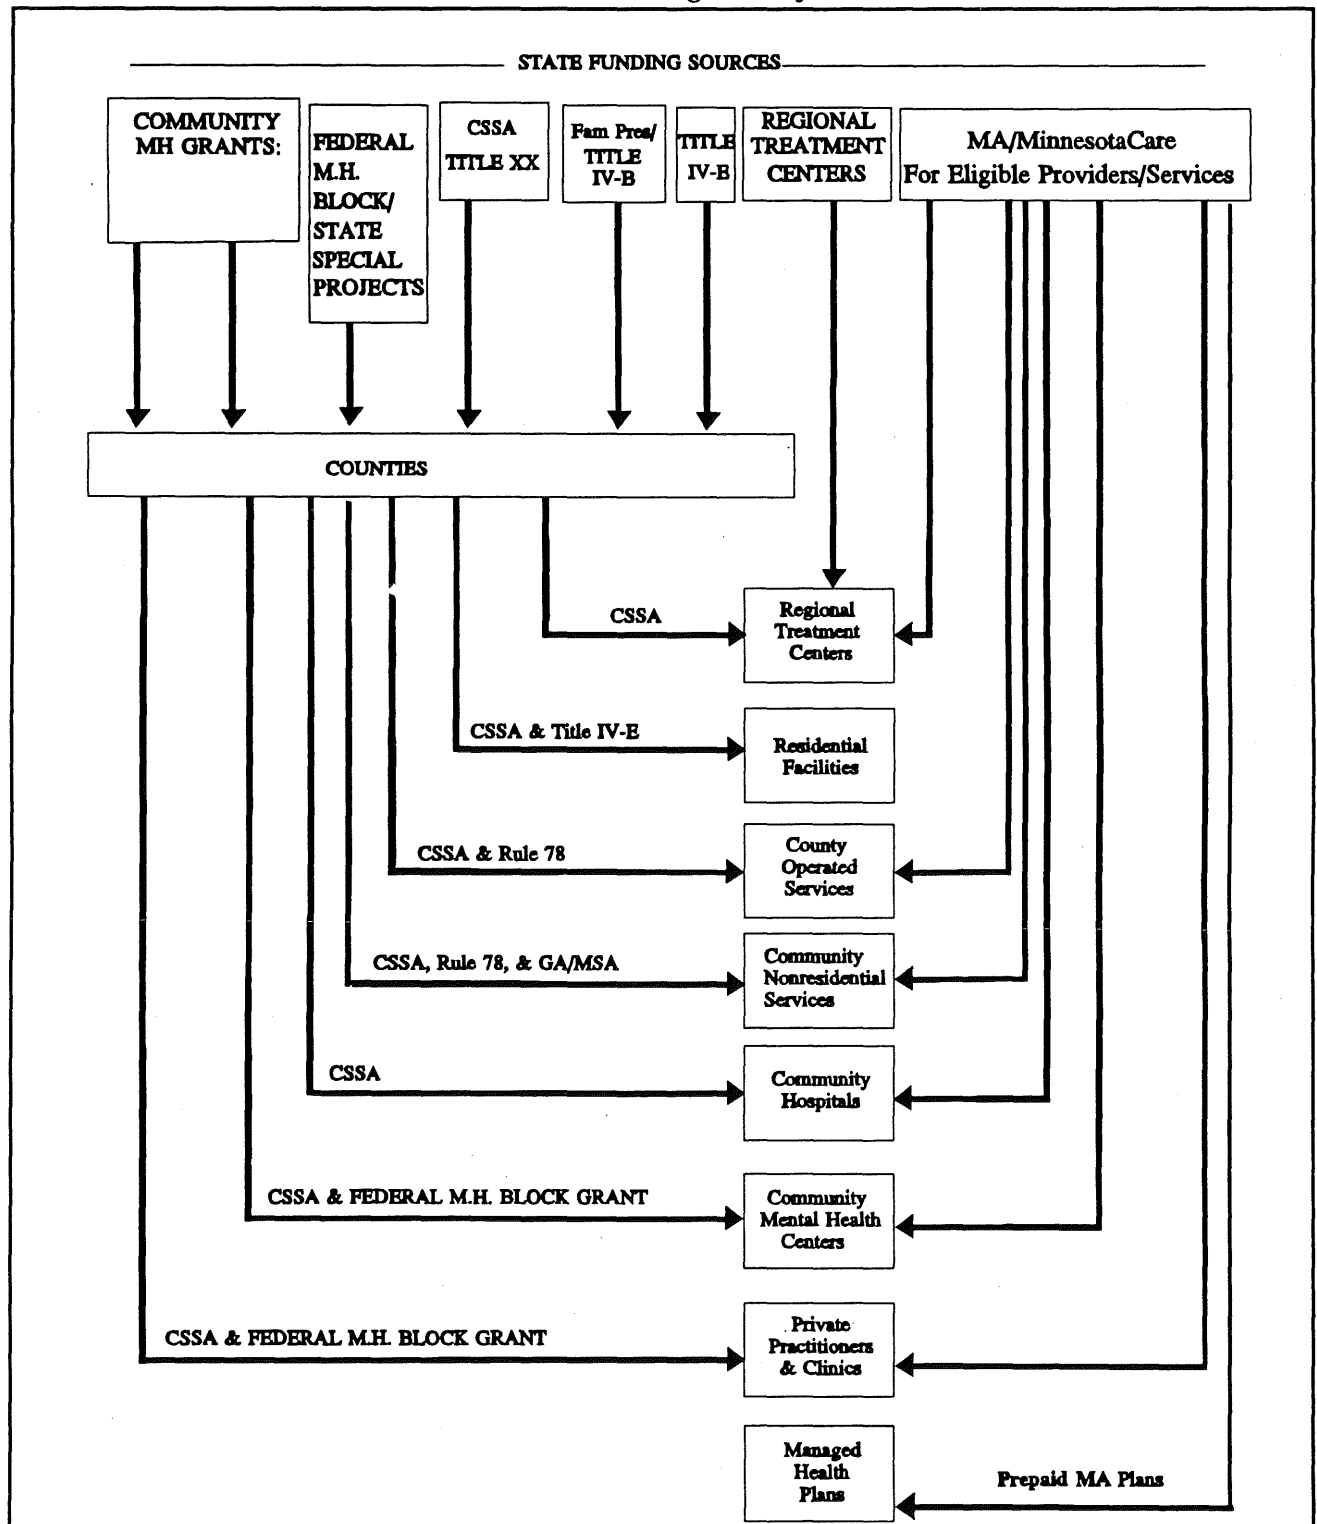 STATE FUNDING SOURCES
COMMUNITY
MH GRANTS:
FEDERAL
M.H.
BLOCK/
STATE
SPECIAL
PROJECTS
CSSA
TITLE XX
Fam Pres/
TITLE
IV-B
TITLE
IV-B
REGIONAL
TREATMENT
CENTERS
MA/MinnesotaCare
For Eligible Providers/Services
COUNTIES
CSSA
Regional
Treatment
Centers
CSSA & Title IV-E
Residential
Facilities
CSSA & Rule 78
County
Operated
Services
CSSA, Rule 78, & GA/MSA
Community
Nonresidential
Services
CSSA
Community
Hospitals
CSSA & FEDERAL M.H. BLOCK GRANT
Community
Mental Health
Centers
CSSA & FEDERAL M.H. BLOCK GRANT
Private
Practitioners
& Clinics
Managed
Health
Plans
Prepaid MA Plans